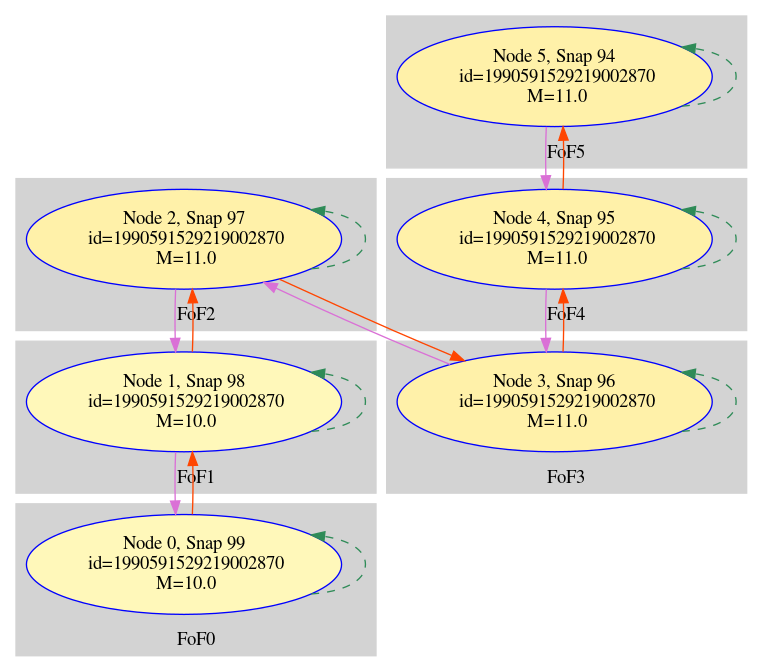 Node 5, Snap 94
id=1990591529219002870
M=11.0
FoF5
Node 2, Snap 97
id=1990591529219002870
M=11.0
FoF2
Node 4, Snap 95
id=1990591529219002870
M=11.0
FoF4
Node 1, Snap 98
id=1990591529219002870
M=10.0
FoF1
Node 3, Snap 96
id=1990591529219002870
M=11.0
FoF3
Node 0, Snap 99
id=1990591529219002870
M=10.0
FoF0